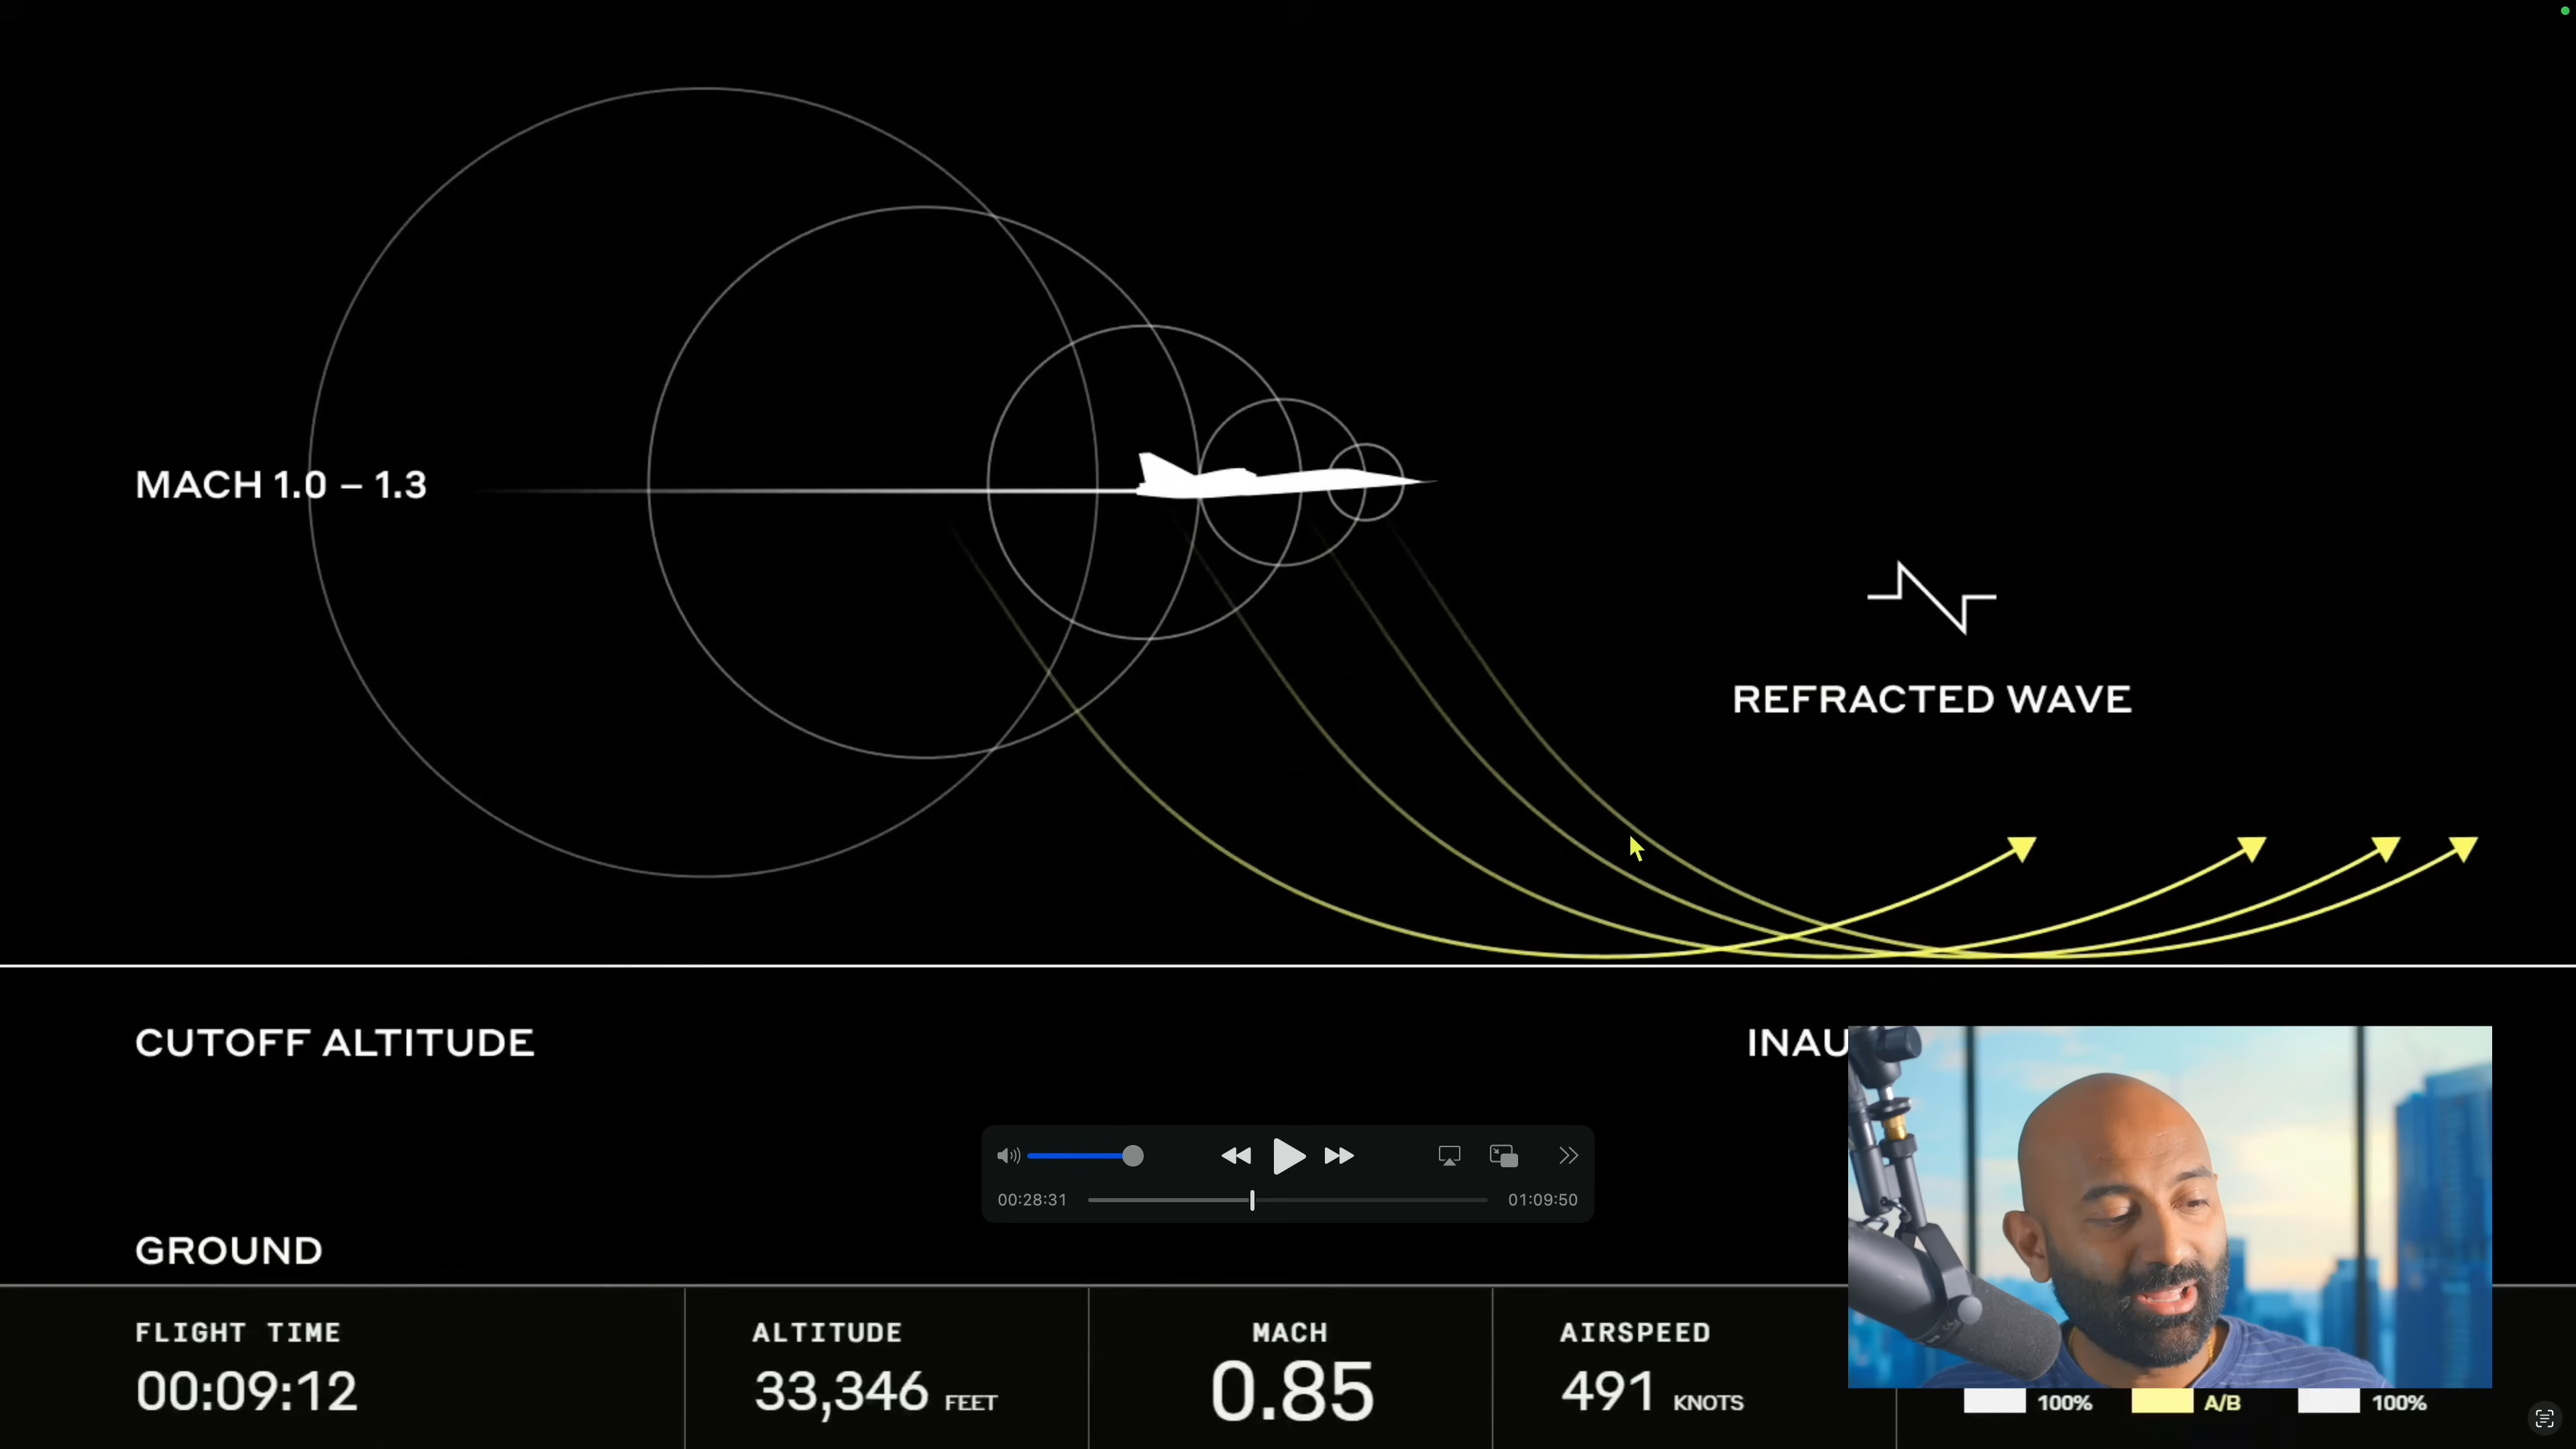 MACH 1.0 – 1.3
REFRACTED WAVE
CUTOFF ALTITUDE
00:28:31
01:09:50
GROUND
FLIGHT TIME
00:09:12
ALTITUDE
33,346 FEET
MACH
0.85
AIRSPEED
491 KNOTS
100%
A/B
100%